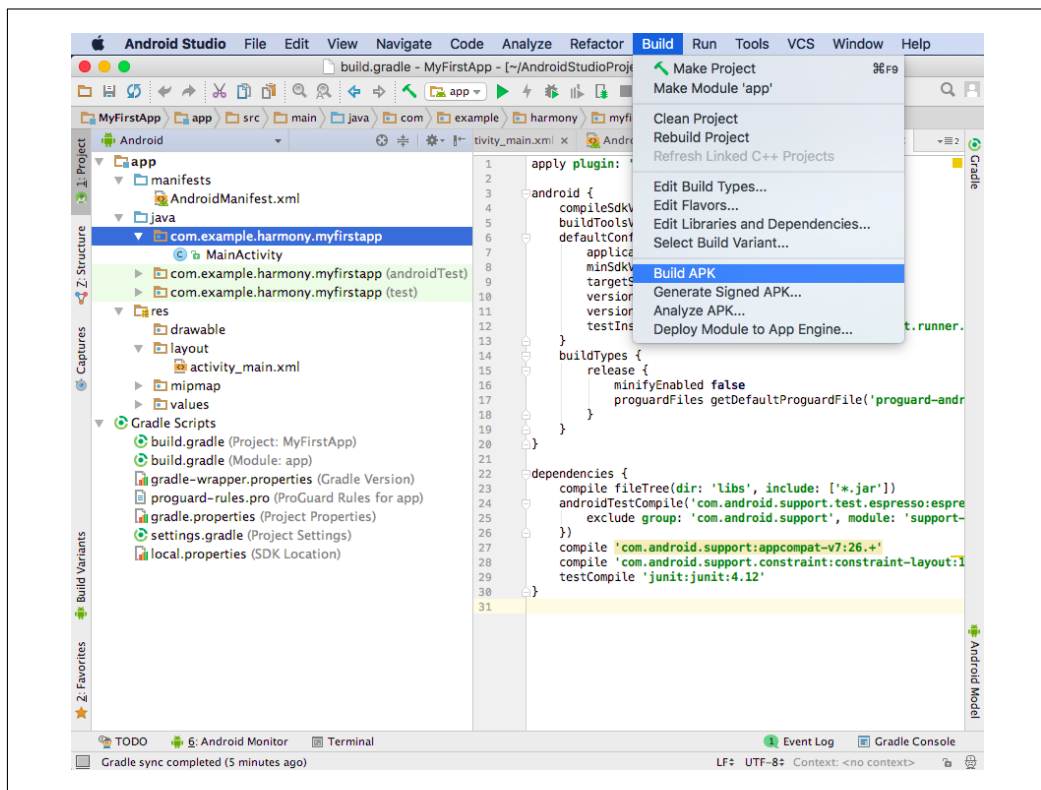 Android Studio File Edit View Navigate Code Analyze Refactor Build Run Tools VCS Window Help
build.gradle - MyFirstApp - [~/AndroidStudioProje
app
MyFirstApp app src main java com example harmony myfi
Android
tivity_main.xml × Andr
≡2
1: Project
Z: Structure
Captures
Build Variants
2: Favorites
app
manifests
AndroidManifest.xml
java
com.example.harmony.myfirstapp
MainActivity
com.example.harmony.myfirstapp (androidTest)
com.example.harmony.myfirstapp (test)
res
drawable
layout
activity_main.xml
mipmap
values
Gradle Scripts
build.gradle (Project: MyFirstApp)
build.gradle (Module: app)
gradle-wrapper.properties (Gradle Version)
proguard-rules.pro (ProGuard Rules for app)
gradle.properties (Project Properties)
settings.gradle (Project Settings)
local.properties (SDK Location)
Make Project ⌘F9
Make Module 'app'
Clean Project
Rebuild Project
Refresh Linked C++ Projects
Edit Build Types...
Edit Flavors...
Edit Libraries and Dependencies...
Select Build Variant...
Build APK
Generate Signed APK...
Analyze APK...
Deploy Module to App Engine...
1 apply plugin: '
2
3 android {
4 compileSdkV
5 buildToolsV
6 defaultConf
7 applica
8 minSdkV
9 targetS
10 version
11 version
12 testIns t.runner.
13 }
14 buildTypes {
15 release {
16 minifyEnabled false
17 proguardFiles getDefaultProguardFile('proguard-andr
18 }
19 }
20 }
21
22 dependencies {
23 compile fileTree(dir: 'libs', include: ['*.jar'])
24 androidTestCompile('com.android.support.test.espresso:espre
25 exclude group: 'com.android.support', module: 'support-
26 })
27 compile 'com.android.support:appcompat-v7:26.+'
28 compile 'com.android.support.constraint:constraint-layout:1
29 testCompile 'junit:junit:4.12'
30 }
31
Gradle
Android Model
TODO 6: Android Monitor Terminal 1 Event Log Gradle Console
Gradle sync completed (5 minutes ago) LF÷ UTF-8÷ Context: <no context>